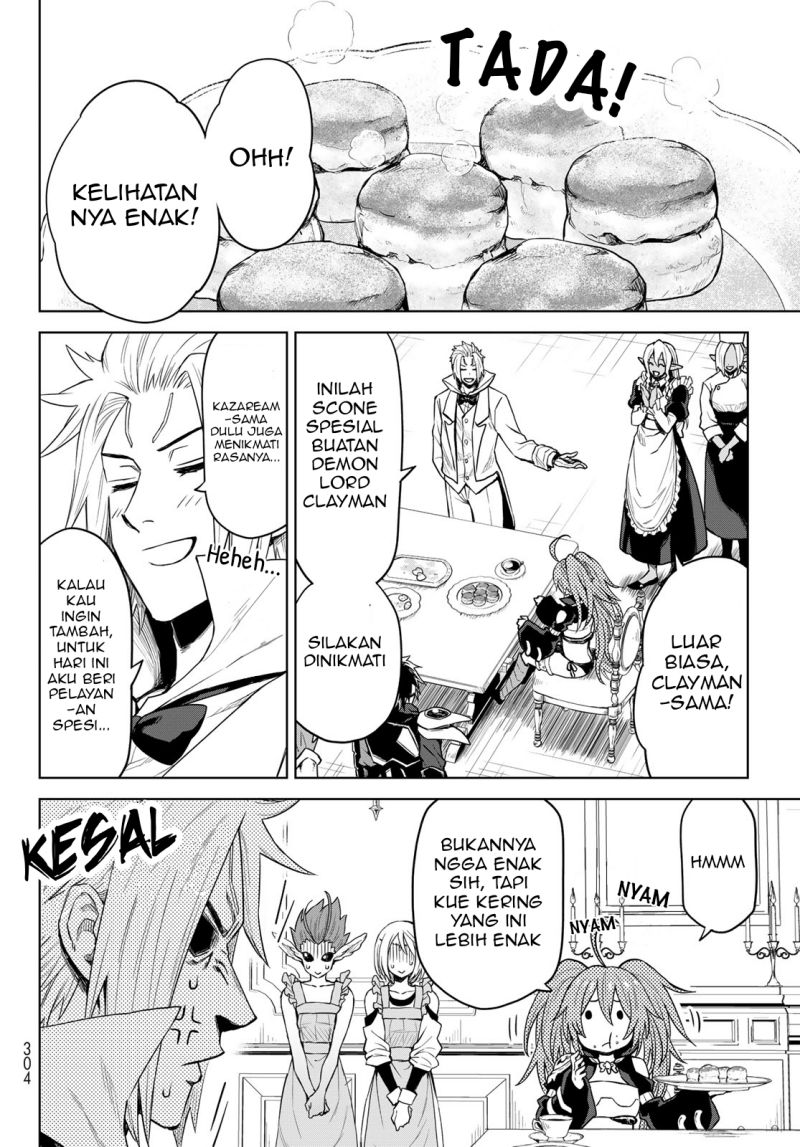 TADA!
OHH!
KELIHATAN
NYA ENAK!
INILAH
SCONE
SPESIAL
BUATAN
DEMON
LORD
CLAYMAN
SILAKAN
DINIKMATI
LUAR
BIASA,
CLAYMAN
-SAMA!
KAZAREAM
-SAMA
DULU JUGA
MENIKMATI
RASANYA...
Heheh...
KALAU
KAU
INGIN
TAMBAH,
UNTUK
HARI INI
AKU BERI
PELAYAN
-AN
SPESI...
HMMM
NYAM
NYAM
BUKANNYA
NGGA ENAK
SIH, TAPI
KUE KERING
YANG INI
LEBIH ENAK
KESAL
304